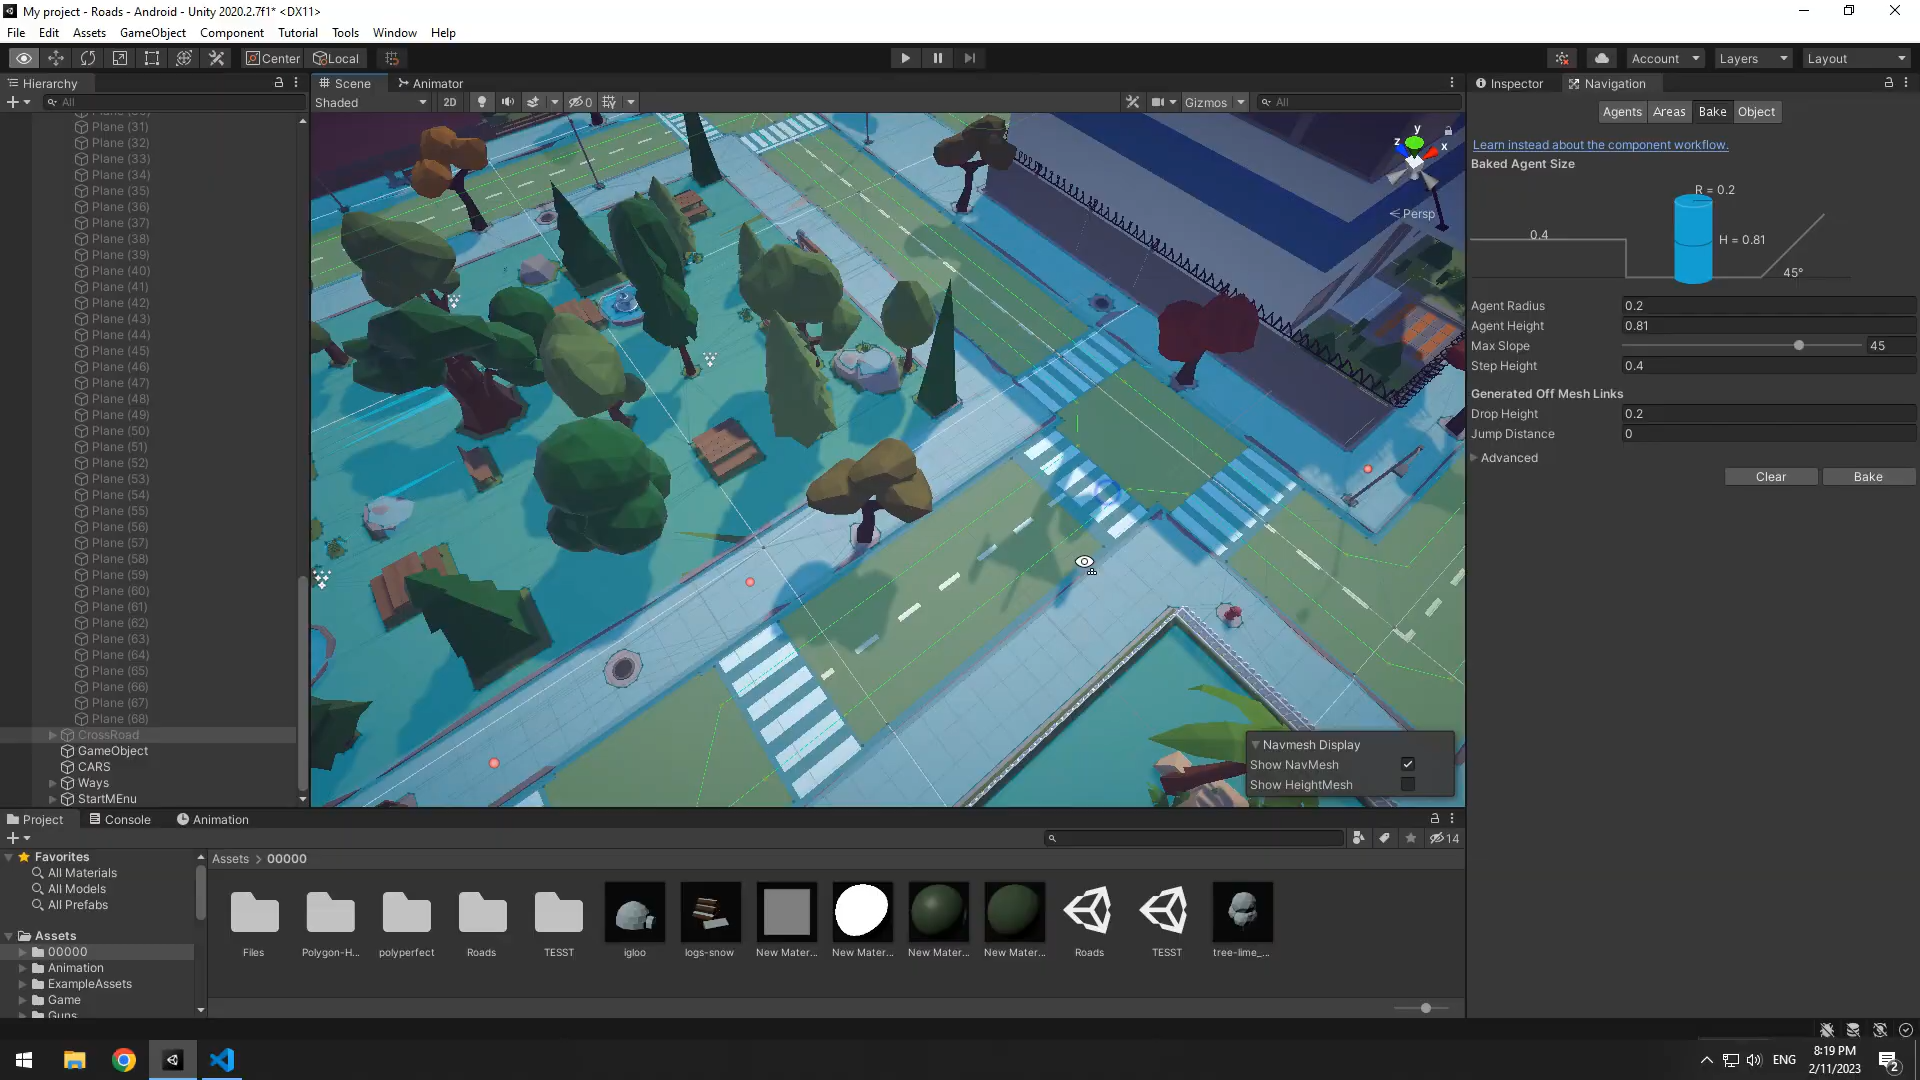 My project - Roads - Android - Unity 2020.2.7f1* <DX11>
File Edit Assets GameObject Component Tutorial Tools Window Help
Center Local Account Layers Layout
Hierarchy
All
Plane (31)
Plane (32)
Plane (33)
Plane (34)
Plane (35)
Plane (36)
Plane (37)
Plane (38)
Plane (39)
Plane (40)
Plane (41)
Plane (42)
Plane (43)
Plane (44)
Plane (45)
Plane (46)
Plane (47)
Plane (48)
Plane (49)
Plane (50)
Plane (51)
Plane (52)
Plane (53)
Plane (54)
Plane (55)
Plane (56)
Plane (57)
Plane (58)
Plane (59)
Plane (60)
Plane (61)
Plane (62)
Plane (63)
Plane (64)
Plane (65)
Plane (66)
Plane (67)
Plane (68)
CrossRoad
GameObject
CARS
Ways
StartMEnu
Scene Animator
Shaded 2D 0 Gizmos All
y
z x
Persp
Navmesh Display
Show NavMesh
Show HeightMesh
Inspector Navigation
Agents Areas Bake Object
Learn instead about the component workflow.
Baked Agent Size
R = 0.2
0.4
H = 0.81
45°
Agent Radius 0.2
Agent Height 0.81
Max Slope 45
Step Height 0.4
Generated Off Mesh Links
Drop Height 0.2
Jump Distance 0
Advanced
Clear Bake
Project Console Animation
14
Favorites
All Materials
All Models
All Prefabs
Assets
00000
Animation
ExampleAssets
Game
Guns
Assets > 00000
Files Polygon-H... polyperfect Roads TESST igloo logs-snow New Mater... New Mater... New Mater... New Mater... Roads TESST tree-lime_...
ENG
8:19 PM
2/11/2023
2